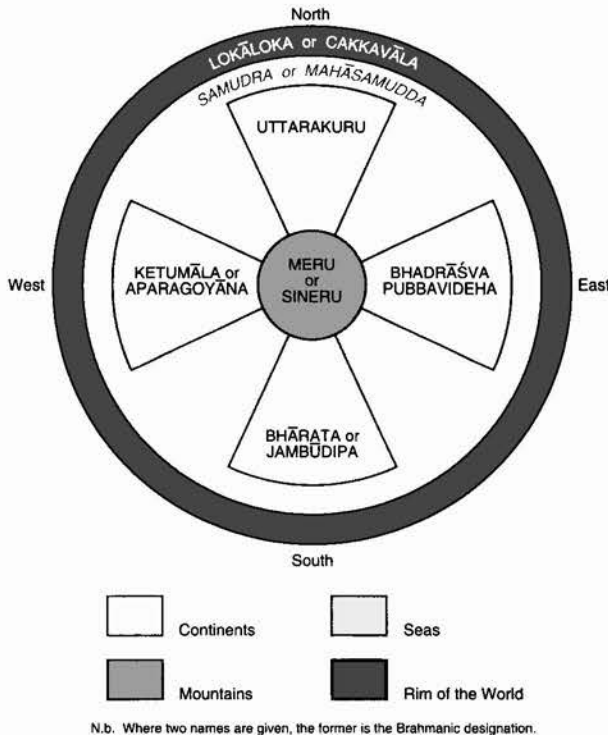 North
LOKĀLOKA or CAKKAVĀLA
SAMUDRA or MAHĀSAMUDDA
UTTARAKURU
West
KETUMĀLA or
APARAGOYĀNA
MERU
or
SINERU
BHADRĀŚVA
PUBBAVIDEHA
East
BHĀRATA or
JAMBŪDIPA
South
Continents
Seas
Mountains
Rim of the World
N.b. Where two names are given, the former is the Brahmanic designation.